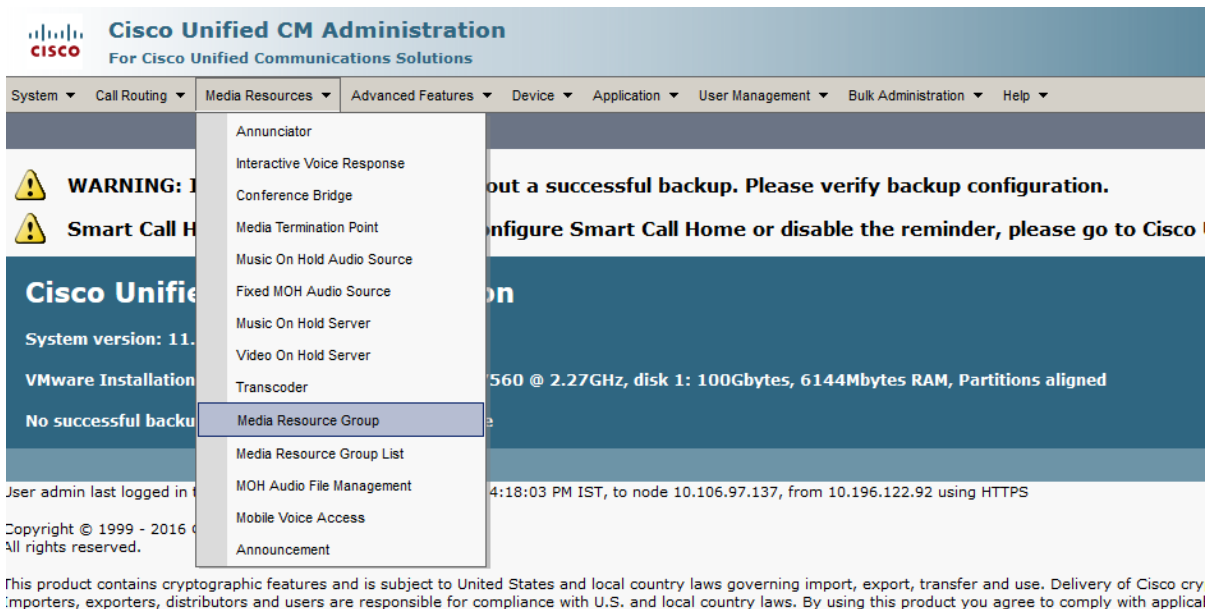 CISCO
Cisco Unified CM Administration
For Cisco Unified Communications Solutions
System Call Routing Media Resources Advanced Features Device Application User Management Bulk Administration Help
Annunciator
Interactive Voice Response
WARNING: out a successful backup. Please verify backup configuration.
Conference Bridge
Smart Call H nfigure Smart Call Home or disable the reminder, please go to Cisco
Media Termination Point
Music On Hold Audio Source
Cisco Unifie on
Fixed MOH Audio Source
Music On Hold Server
System version: 11.
Video On Hold Server
VMware Installation 560 @ 2.27GHz, disk 1: 100Gbytes, 6144Mbytes RAM, Partitions aligned
Transcoder
No successful backu
Media Resource Group
Media Resource Group List
MOH Audio File Management
User admin last logged in t 4:18:03 PM IST, to node 10.106.97.137, from 10.196.122.92 using HTTPS
Mobile Voice Access
Copyright © 1999 - 2016
All rights reserved.
Announcement
This product contains cryptographic features and is subject to United States and local country laws governing import, export, transfer and use. Delivery of Cisco cry
Importers, exporters, distributors and users are responsible for compliance with U.S. and local country laws. By using this product you agree to comply with applical